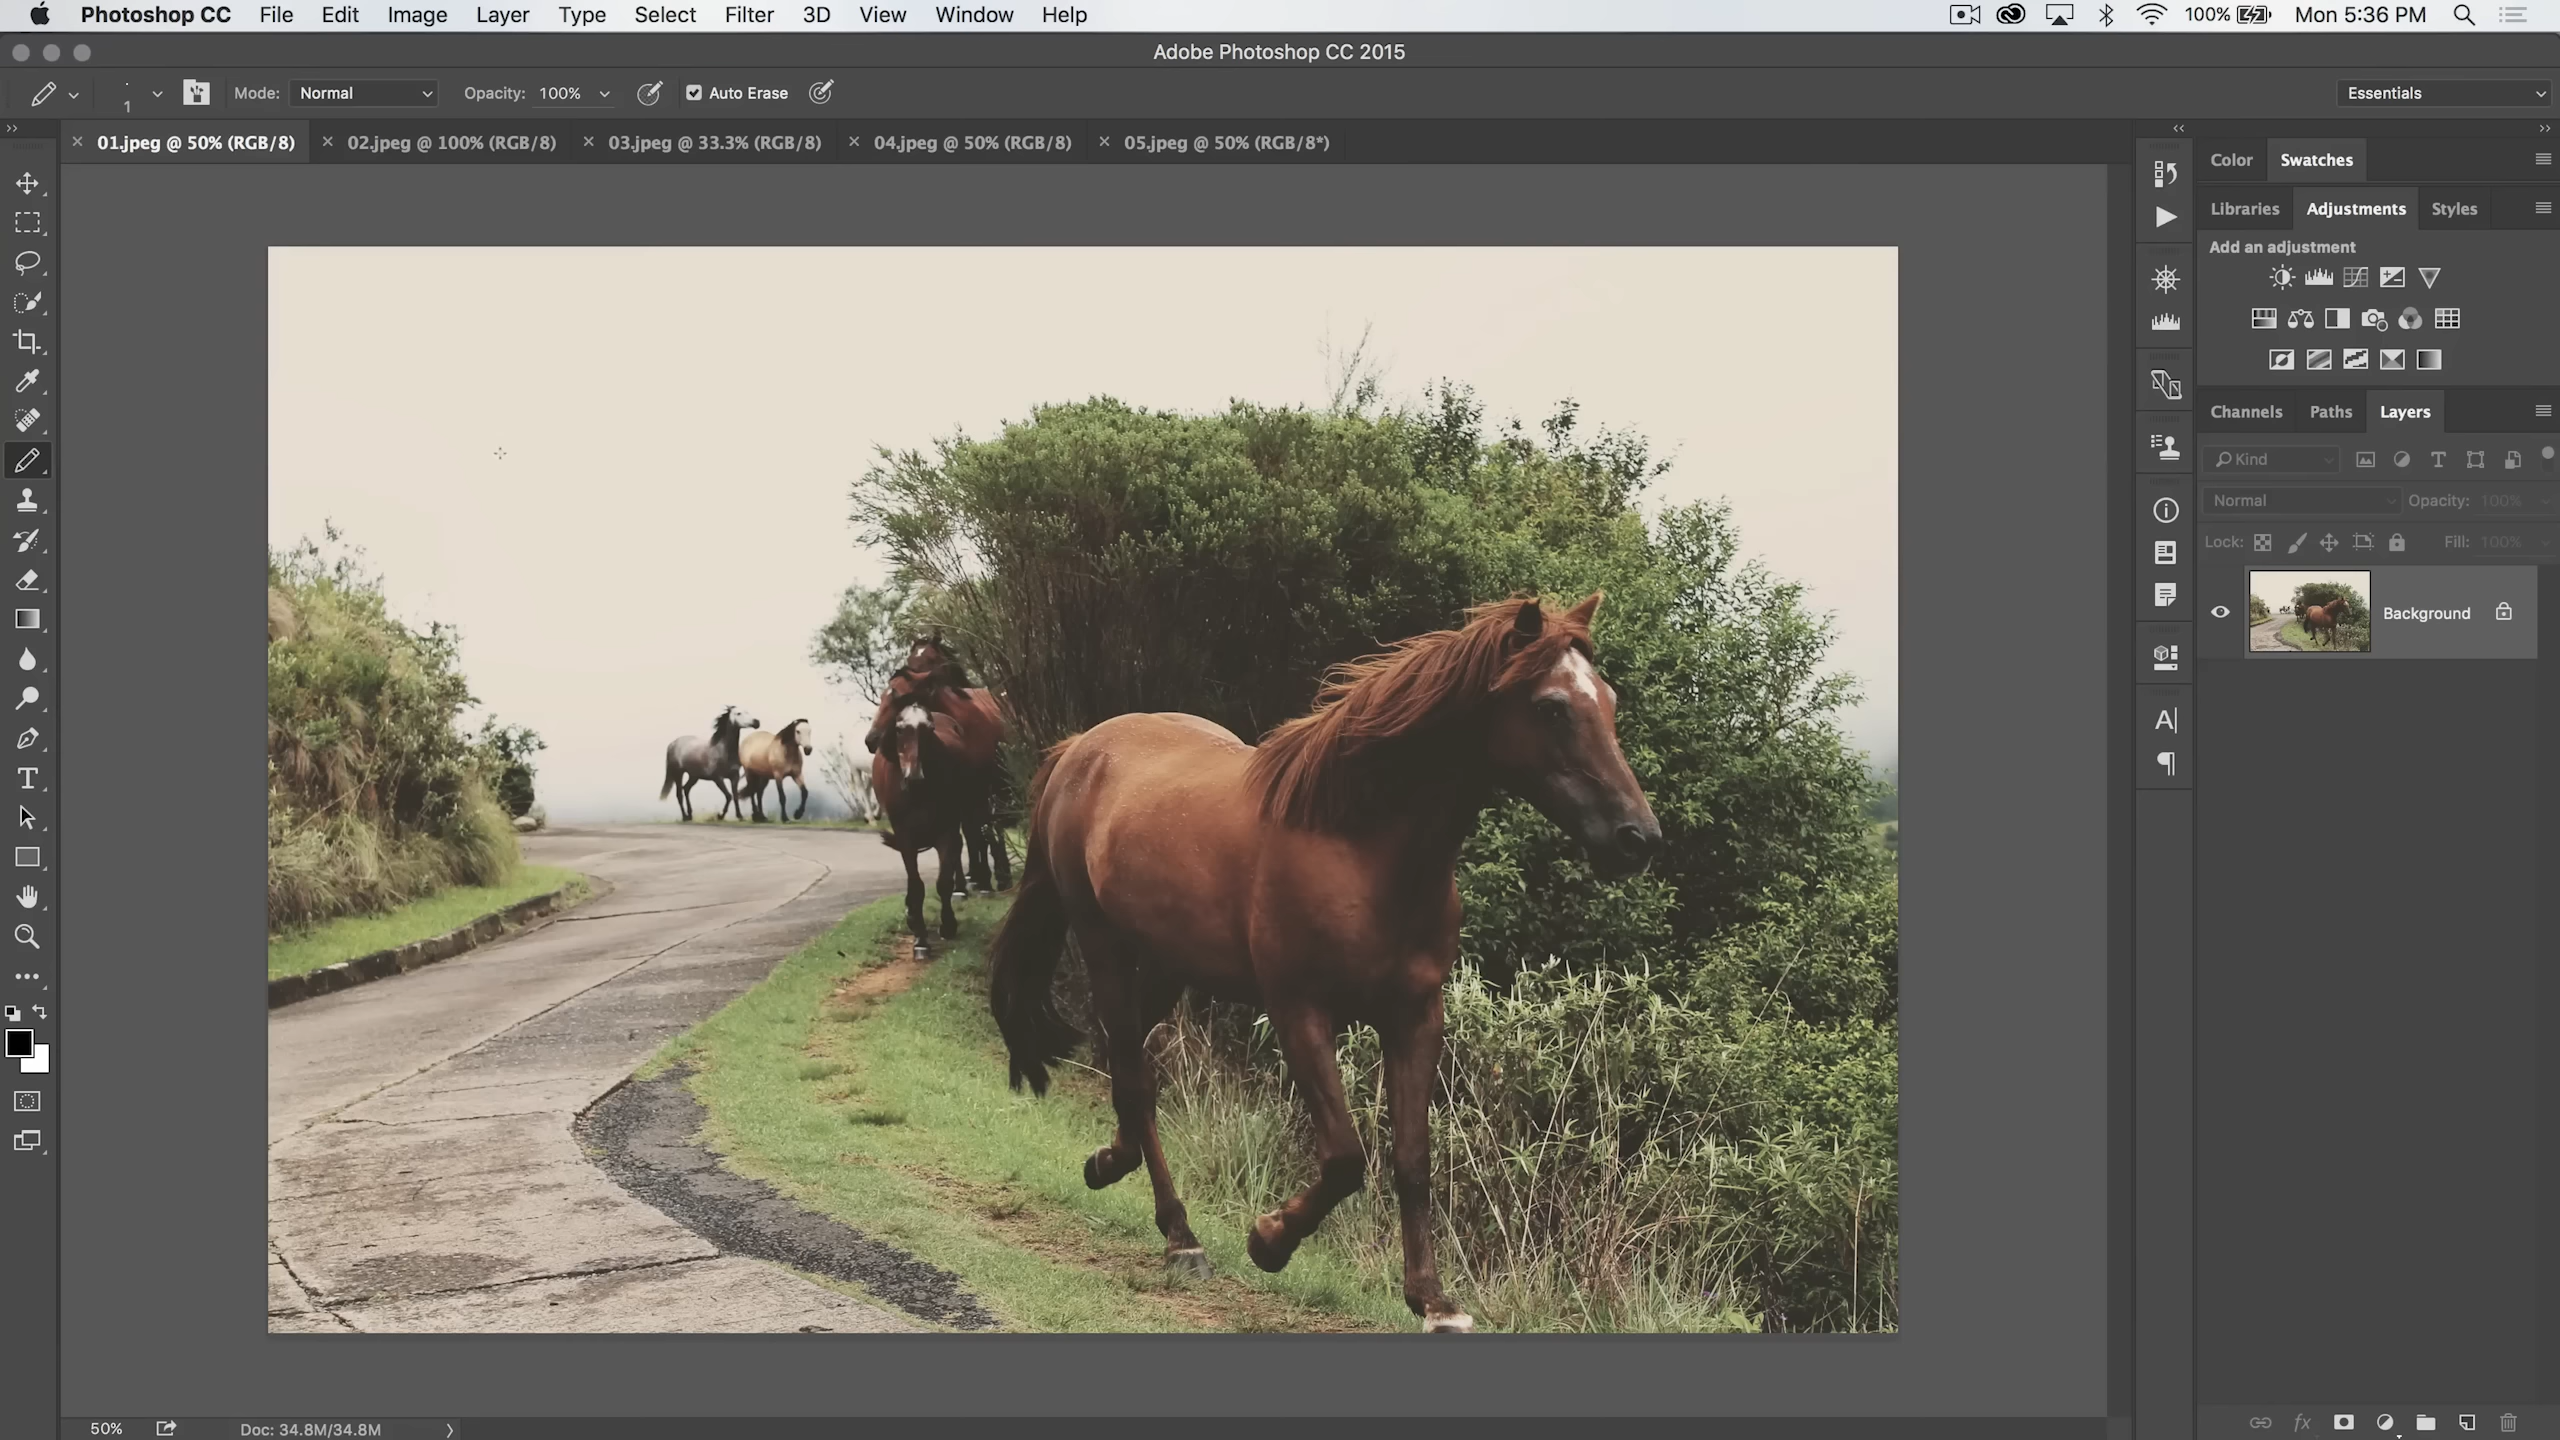 Photoshop CC File Edit Image Layer Type Select Filter 3D View Window Help 100% Mon 5:36 PM
Adobe Photoshop CC 2015
1 Mode: Normal Opacity: 100% Auto Erase Essentials
01.jpeg @ 50% (RGB/8) 02.jpeg @ 100% (RGB/8) 03.jpeg @ 33.3% (RGB/8) 04.jpeg @ 50% (RGB/8) 05.jpeg @ 50% (RGB/8*)
Color Swatches
Libraries Adjustments Styles
Add an adjustment
Channels Paths Layers
Kind
Normal Opacity: 100%
Lock: Fill: 100%
Background
50% Doc: 34.8M/34.8M